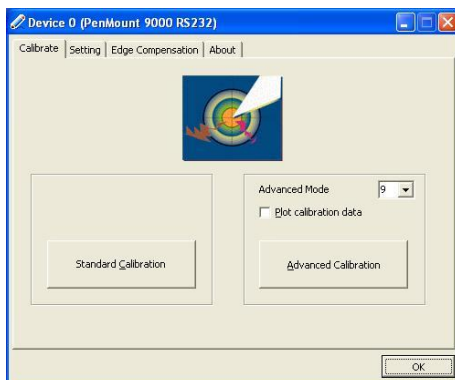 Device 0 (PenMount 9000 RS232)
Calibrate Setting Edge Compensation About
Advanced Mode 9
Plot calibration data
Standard Calibration
Advanced Calibration
OK